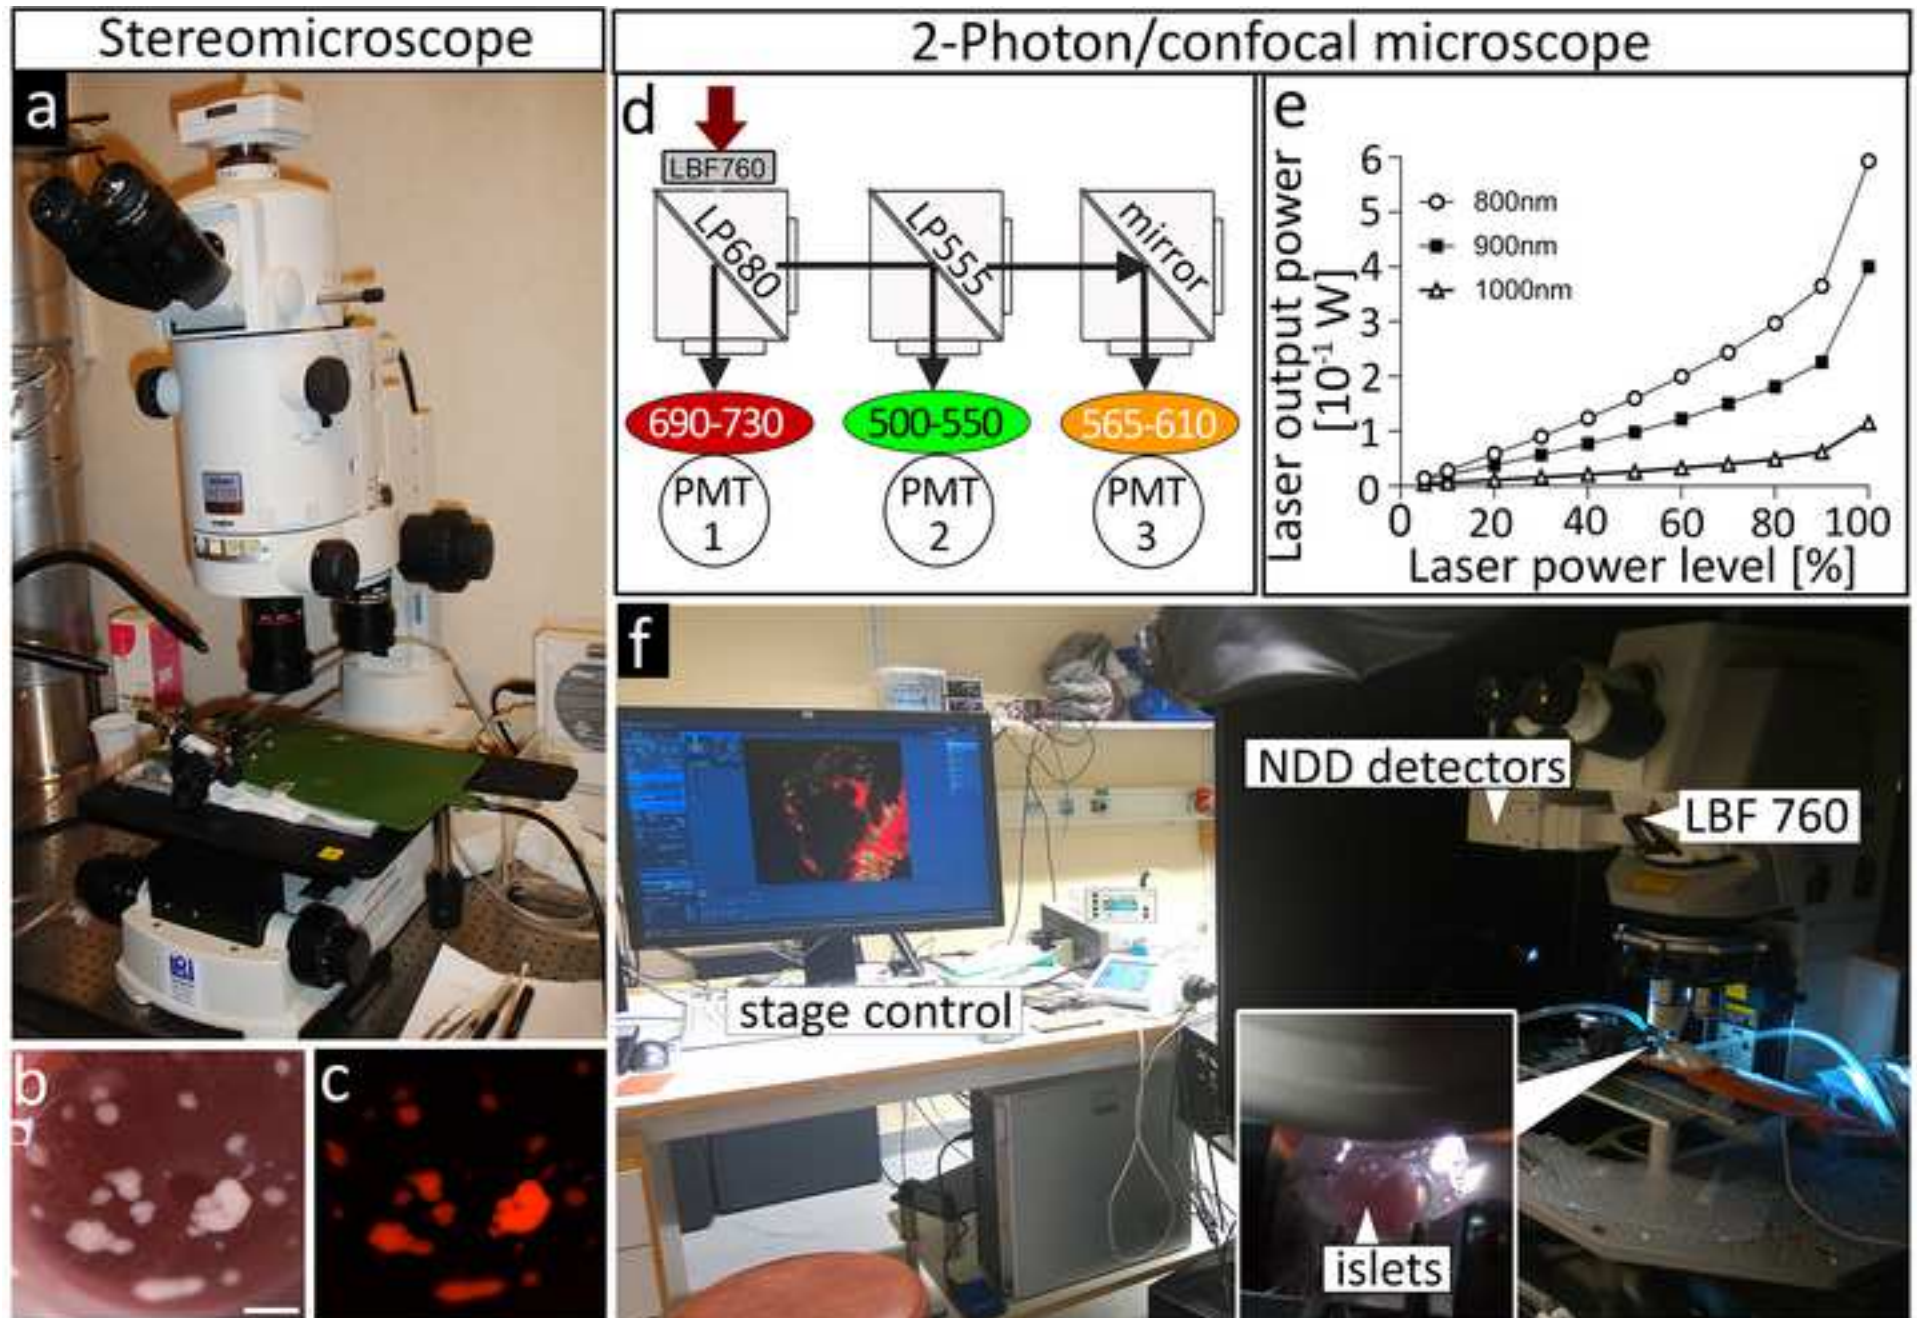 Stereomicroscope
2-Photon/confocal microscope
a
d
LBF760
LP680
LP555
mirror
690-730
500-550
565-610
PMT
1
PMT
2
PMT
3
e
Laser output power
[10⁻¹ W]
6
5
4
3
2
1
0
800nm
900nm
1000nm
0 20 40 60 80 100
Laser power level [%]
f
NDD detectors
LBF 760
stage control
islets
b
c